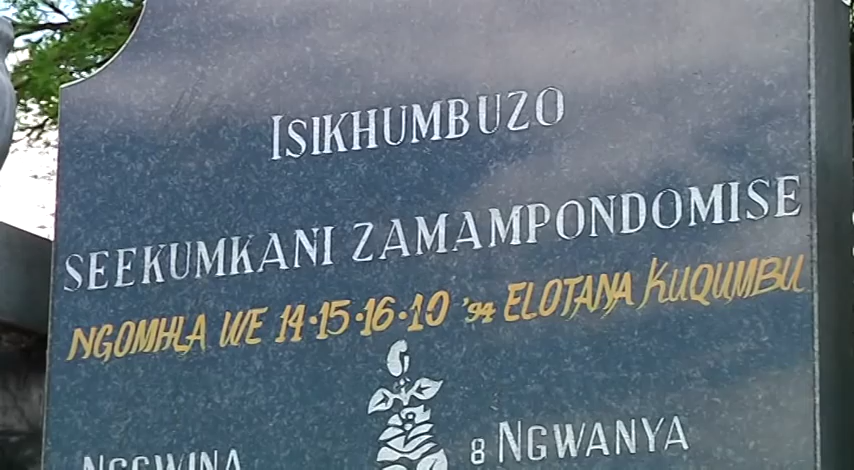 ISIKHUMBUZO
SEEKUMKANI ZAMAMPONDOMISE
NGOMHLA WE 14·15·16·10 '94 ELOTANA KUQUMBU
NGCWINA
8 NGWANYA